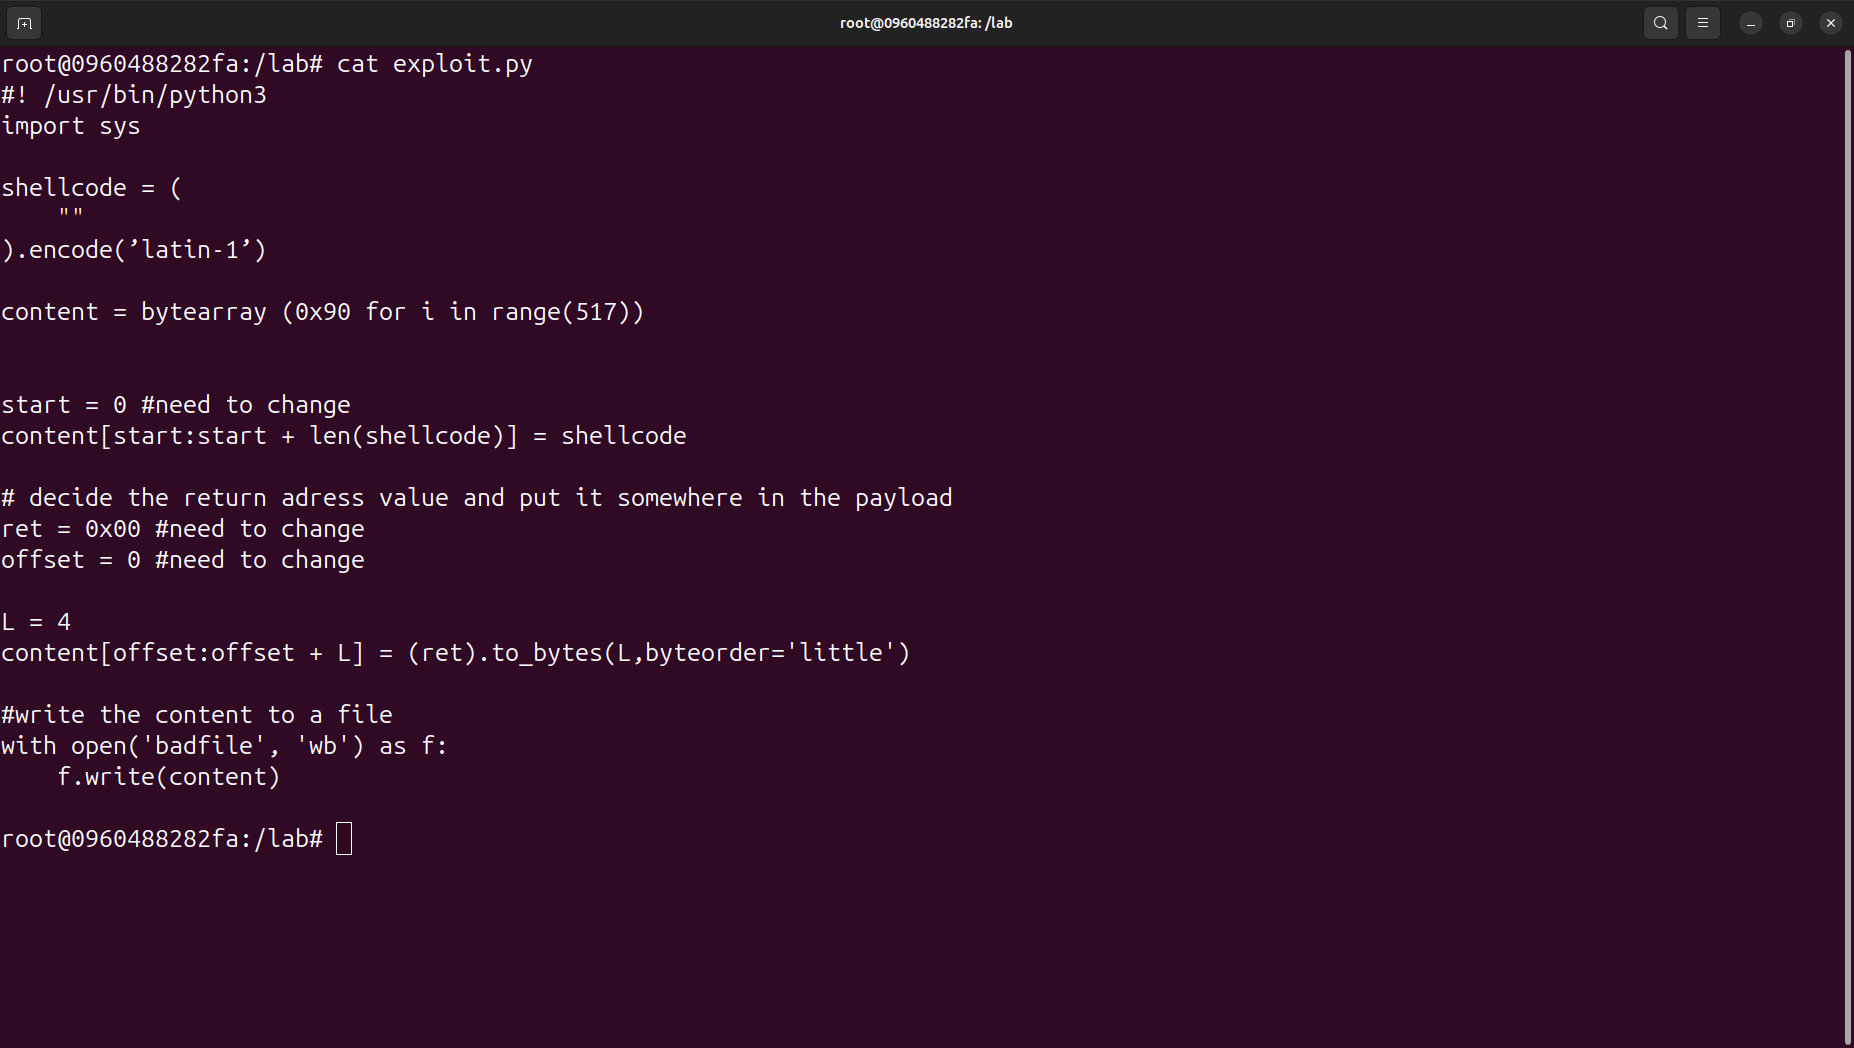 root@0960488282fa: /lab
root@0960488282fa:/lab# cat exploit.py
#! /usr/bin/python3
import sys
shellcode = (
    ""
).encode(’latin-1’)
content = bytearray (0x90 for i in range(517))
start = 0 #need to change
content[start:start + len(shellcode)] = shellcode
# decide the return adress value and put it somewhere in the payload
ret = 0x00 #need to change
offset = 0 #need to change
L = 4
content[offset:offset + L] = (ret).to_bytes(L,byteorder='little')
#write the content to a file
with open('badfile', 'wb') as f:
    f.write(content)
root@0960488282fa:/lab#